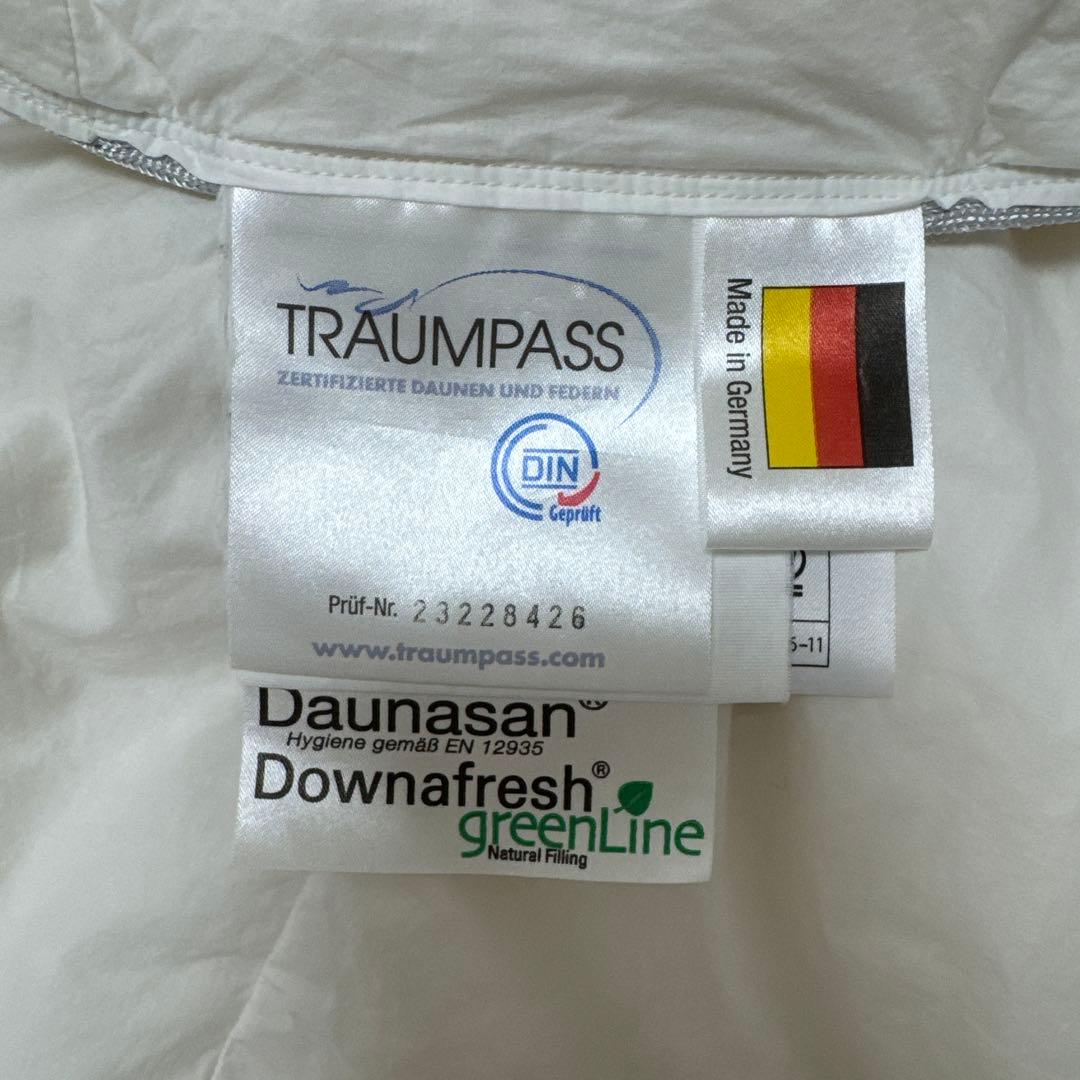 TRAUMPASS
ZERTIFIZIERTE DAUNEN UND FEDERN
DIN
Geprüft
Prüf-Nr. 23228426
www.traumpass.com
Made in Germany
-11
Daunasan®
Hygiene gemäß EN 12935
Downafresh®
greenLine
Natural Filling